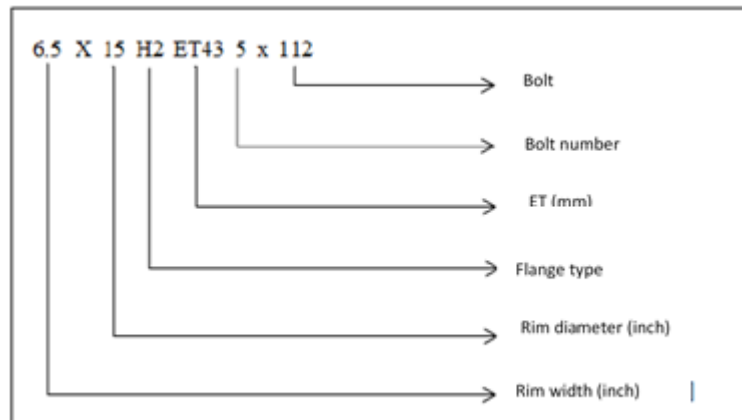 6.5 X 15 H2 ET43 5 x 112
Bolt
Bolt number
ET (mm)
Flange type
Rim diameter (inch)
Rim width (inch)